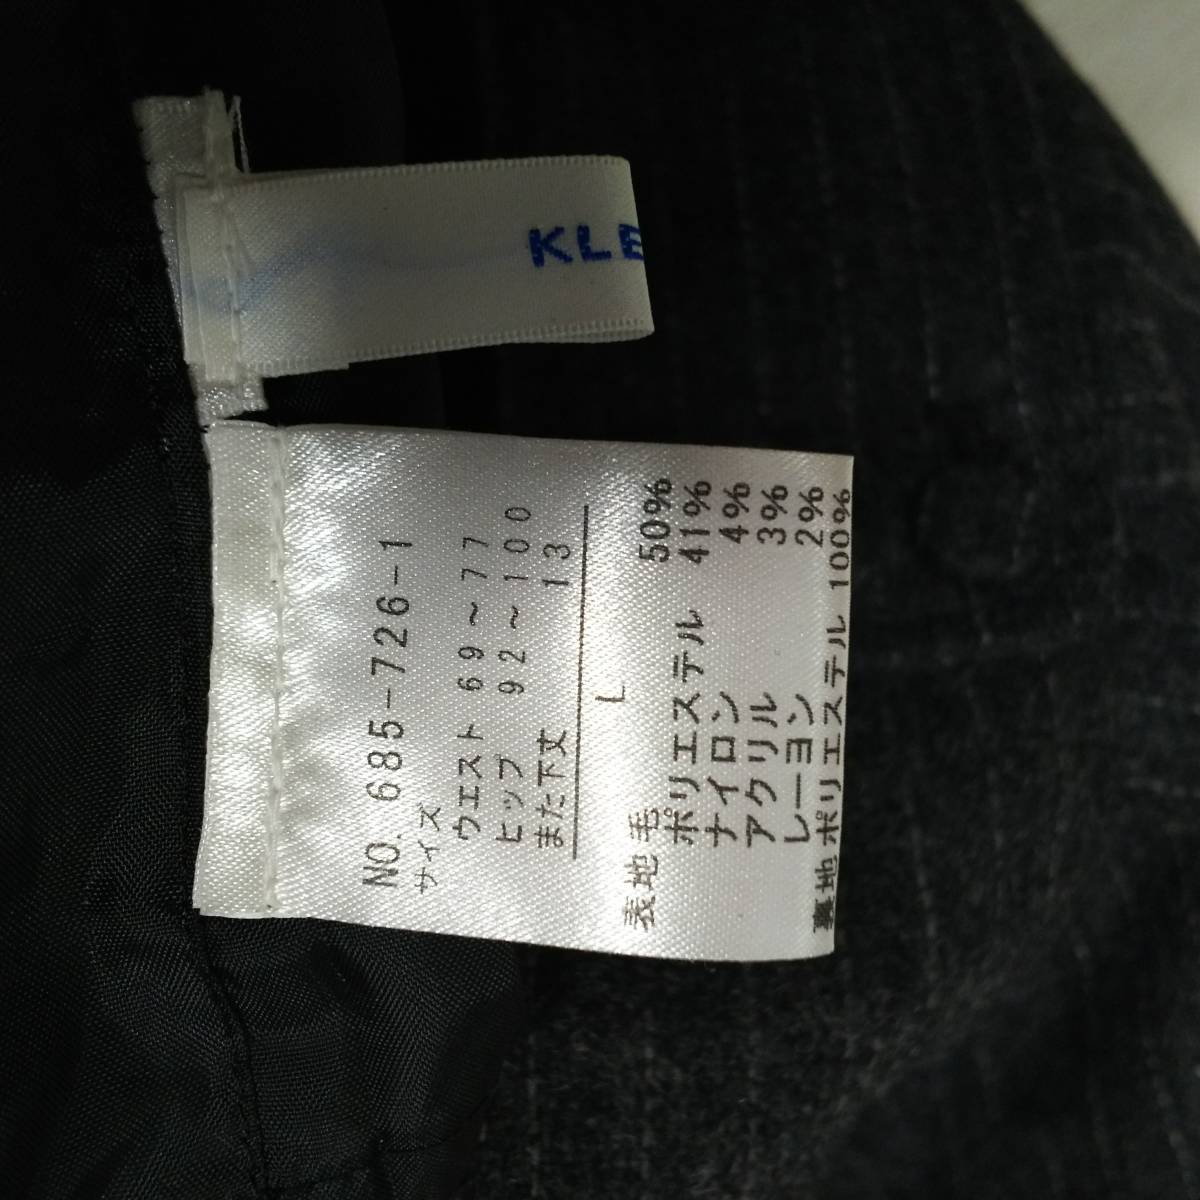 KLE
NO. 685-726-1
サイズ
ウエスト 69～77
ヒップ 92～100
また下丈 13
L
表地 毛 50%
ポリエステル 41%
ナイロン 4%
アクリル 3%
レーヨン 2%
裏地 ポリエステル 100%